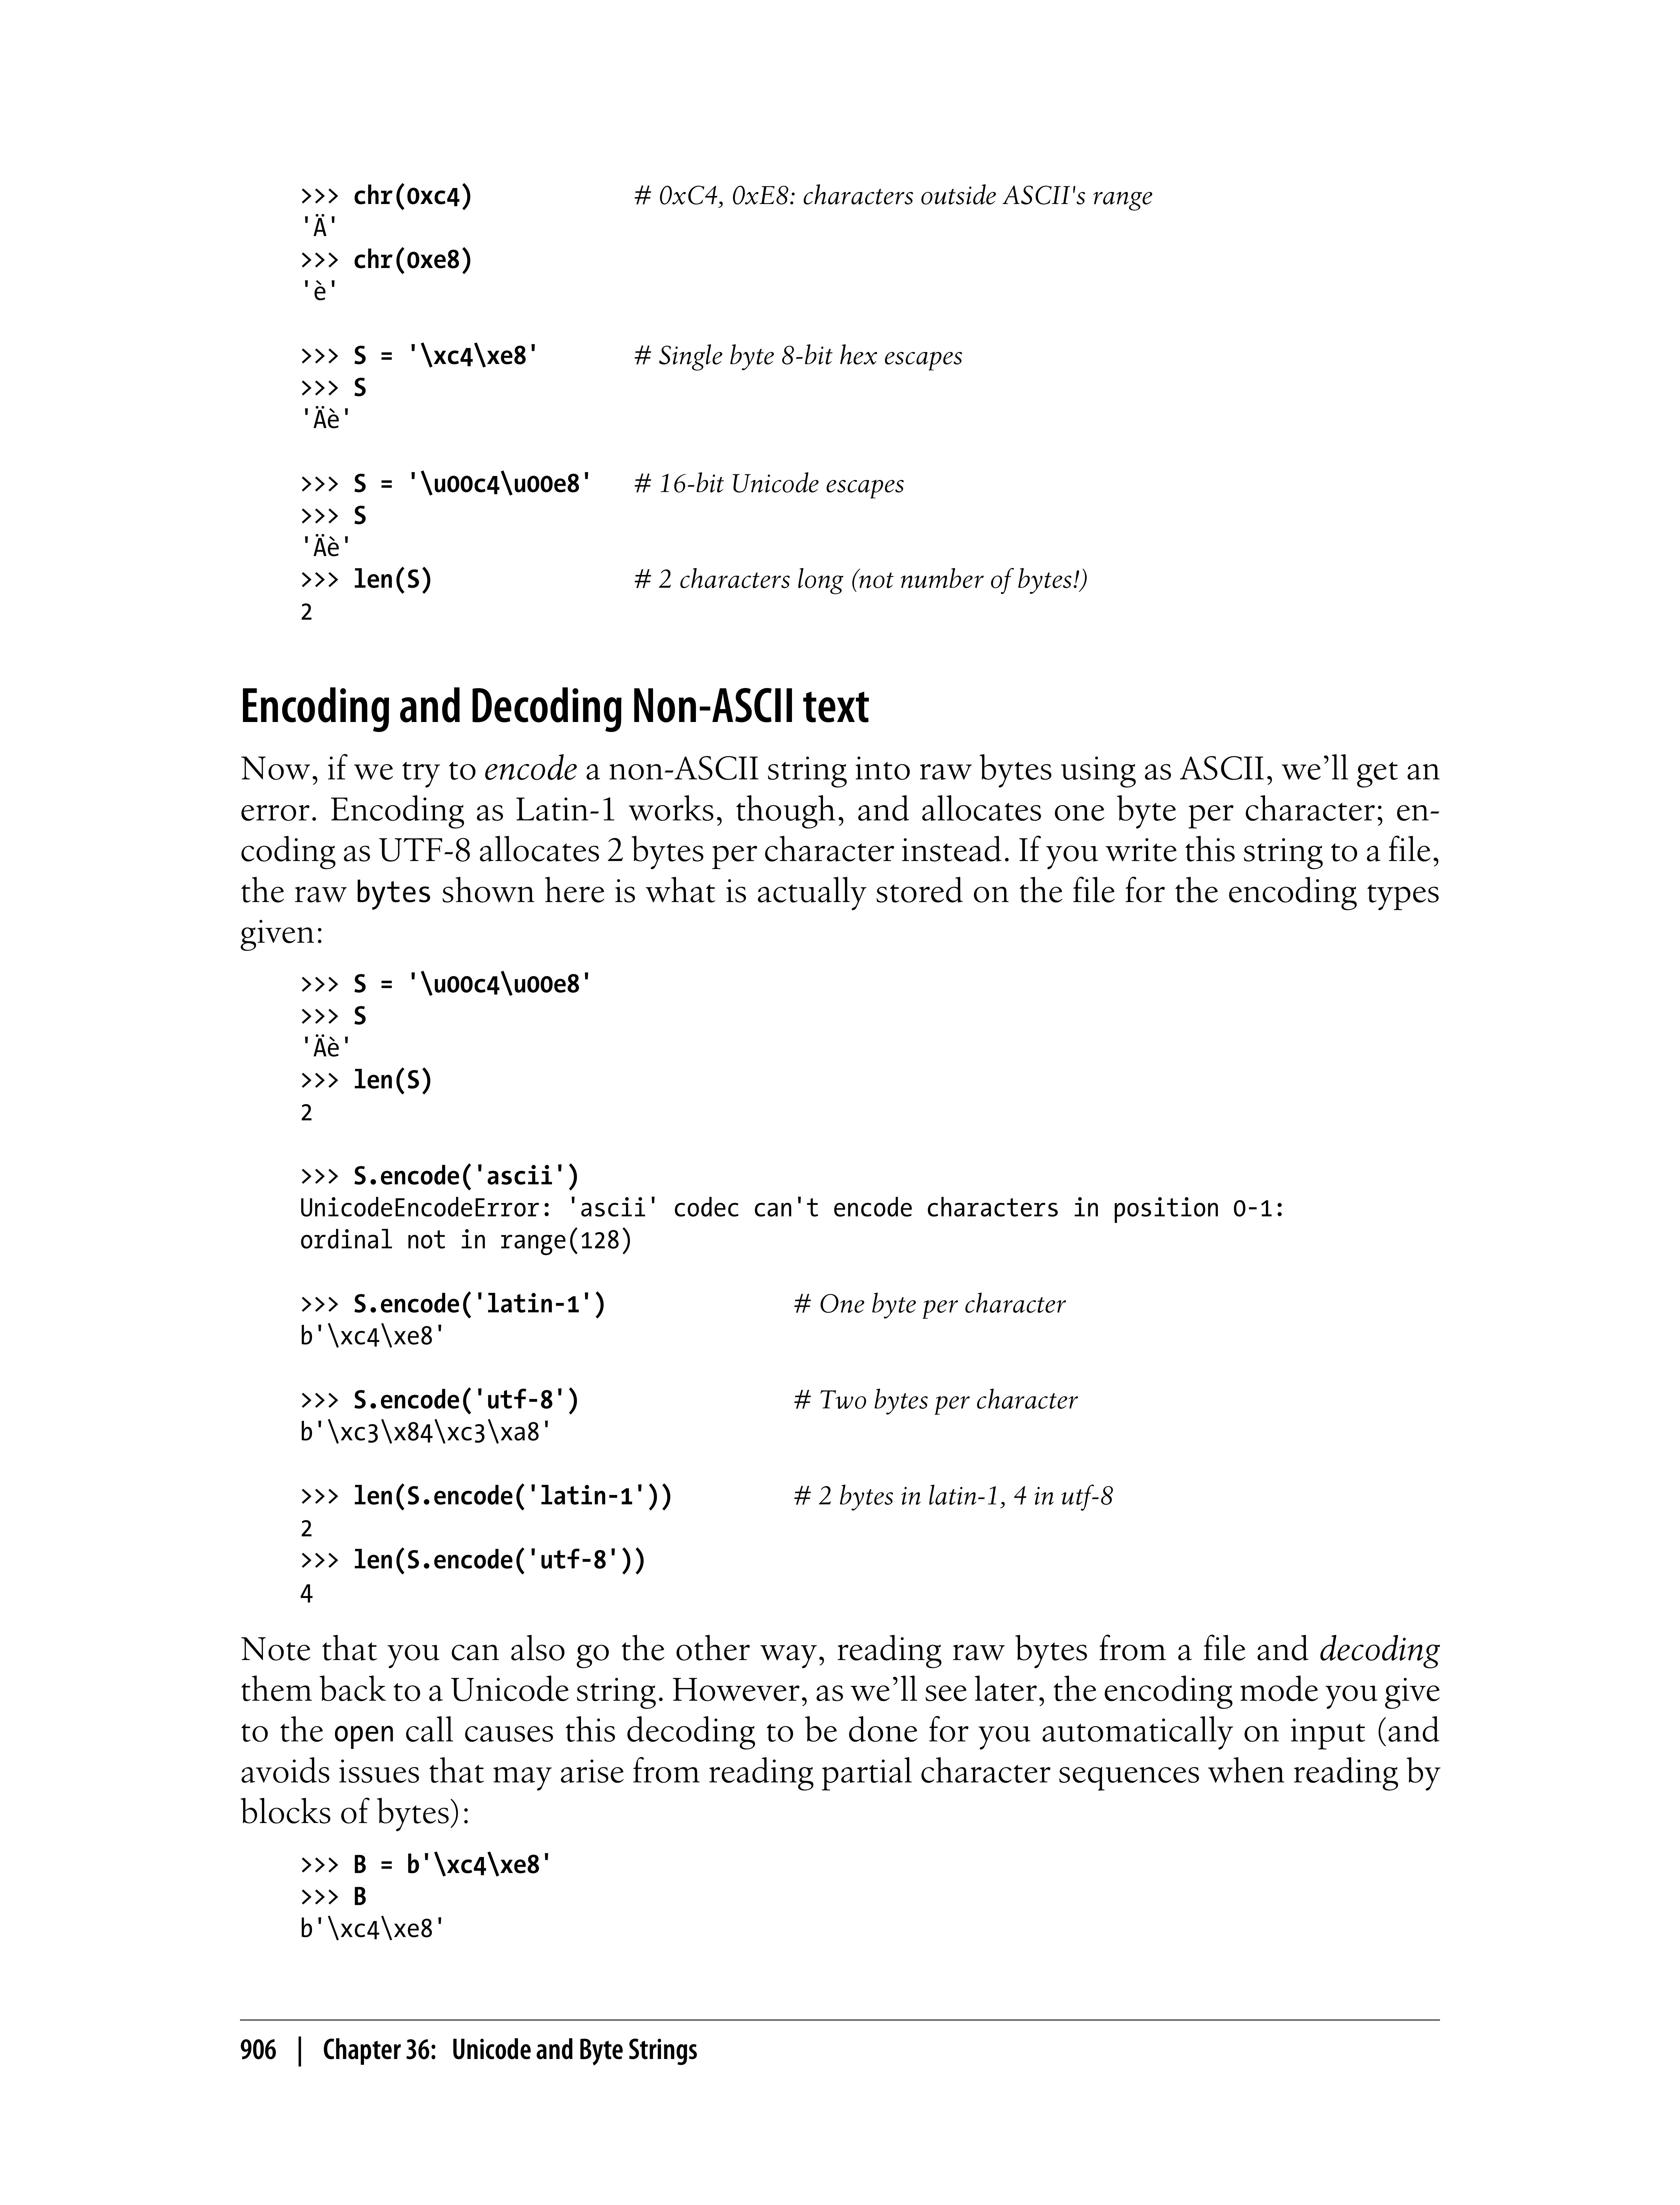 >>> chr(0xc4) # 0xC4, 0xE8: characters outside ASCII's range
'Ä'
>>> chr(0xe8)
'è'
>>> S = '\xc4\xe8' # Single byte 8-bit hex escapes
>>> S
'Äè'
>>> S = '\u00c4\u00e8' # 16-bit Unicode escapes
>>> S
'Äè'
>>> len(S) # 2 characters long (not number of bytes!)
2
Encoding and Decoding Non-ASCII text
Now, if we try to encode a non-ASCII string into raw bytes using as ASCII, we’ll get an
error. Encoding as Latin-1 works, though, and allocates one byte per character; en-
coding as UTF-8 allocates 2 bytes per character instead. If you write this string to a file,
the raw bytes shown here is what is actually stored on the file for the encoding types
given:
>>> S = '\u00c4\u00e8'
>>> S
'Äè'
>>> len(S)
2
>>> S.encode('ascii')
UnicodeEncodeError: 'ascii' codec can't encode characters in position 0-1:
ordinal not in range(128)
>>> S.encode('latin-1') # One byte per character
b'\xc4\xe8'
>>> S.encode('utf-8') # Two bytes per character
b'\xc3\x84\xc3\xa8'
>>> len(S.encode('latin-1')) # 2 bytes in latin-1, 4 in utf-8
2
>>> len(S.encode('utf-8'))
4
Note that you can also go the other way, reading raw bytes from a file and decoding
them back to a Unicode string. However, as we’ll see later, the encoding mode you give
to the open call causes this decoding to be done for you automatically on input (and
avoids issues that may arise from reading partial character sequences when reading by
blocks of bytes):
>>> B = b'\xc4\xe8'
>>> B
b'\xc4\xe8'
906 | Chapter 36: Unicode and Byte Strings